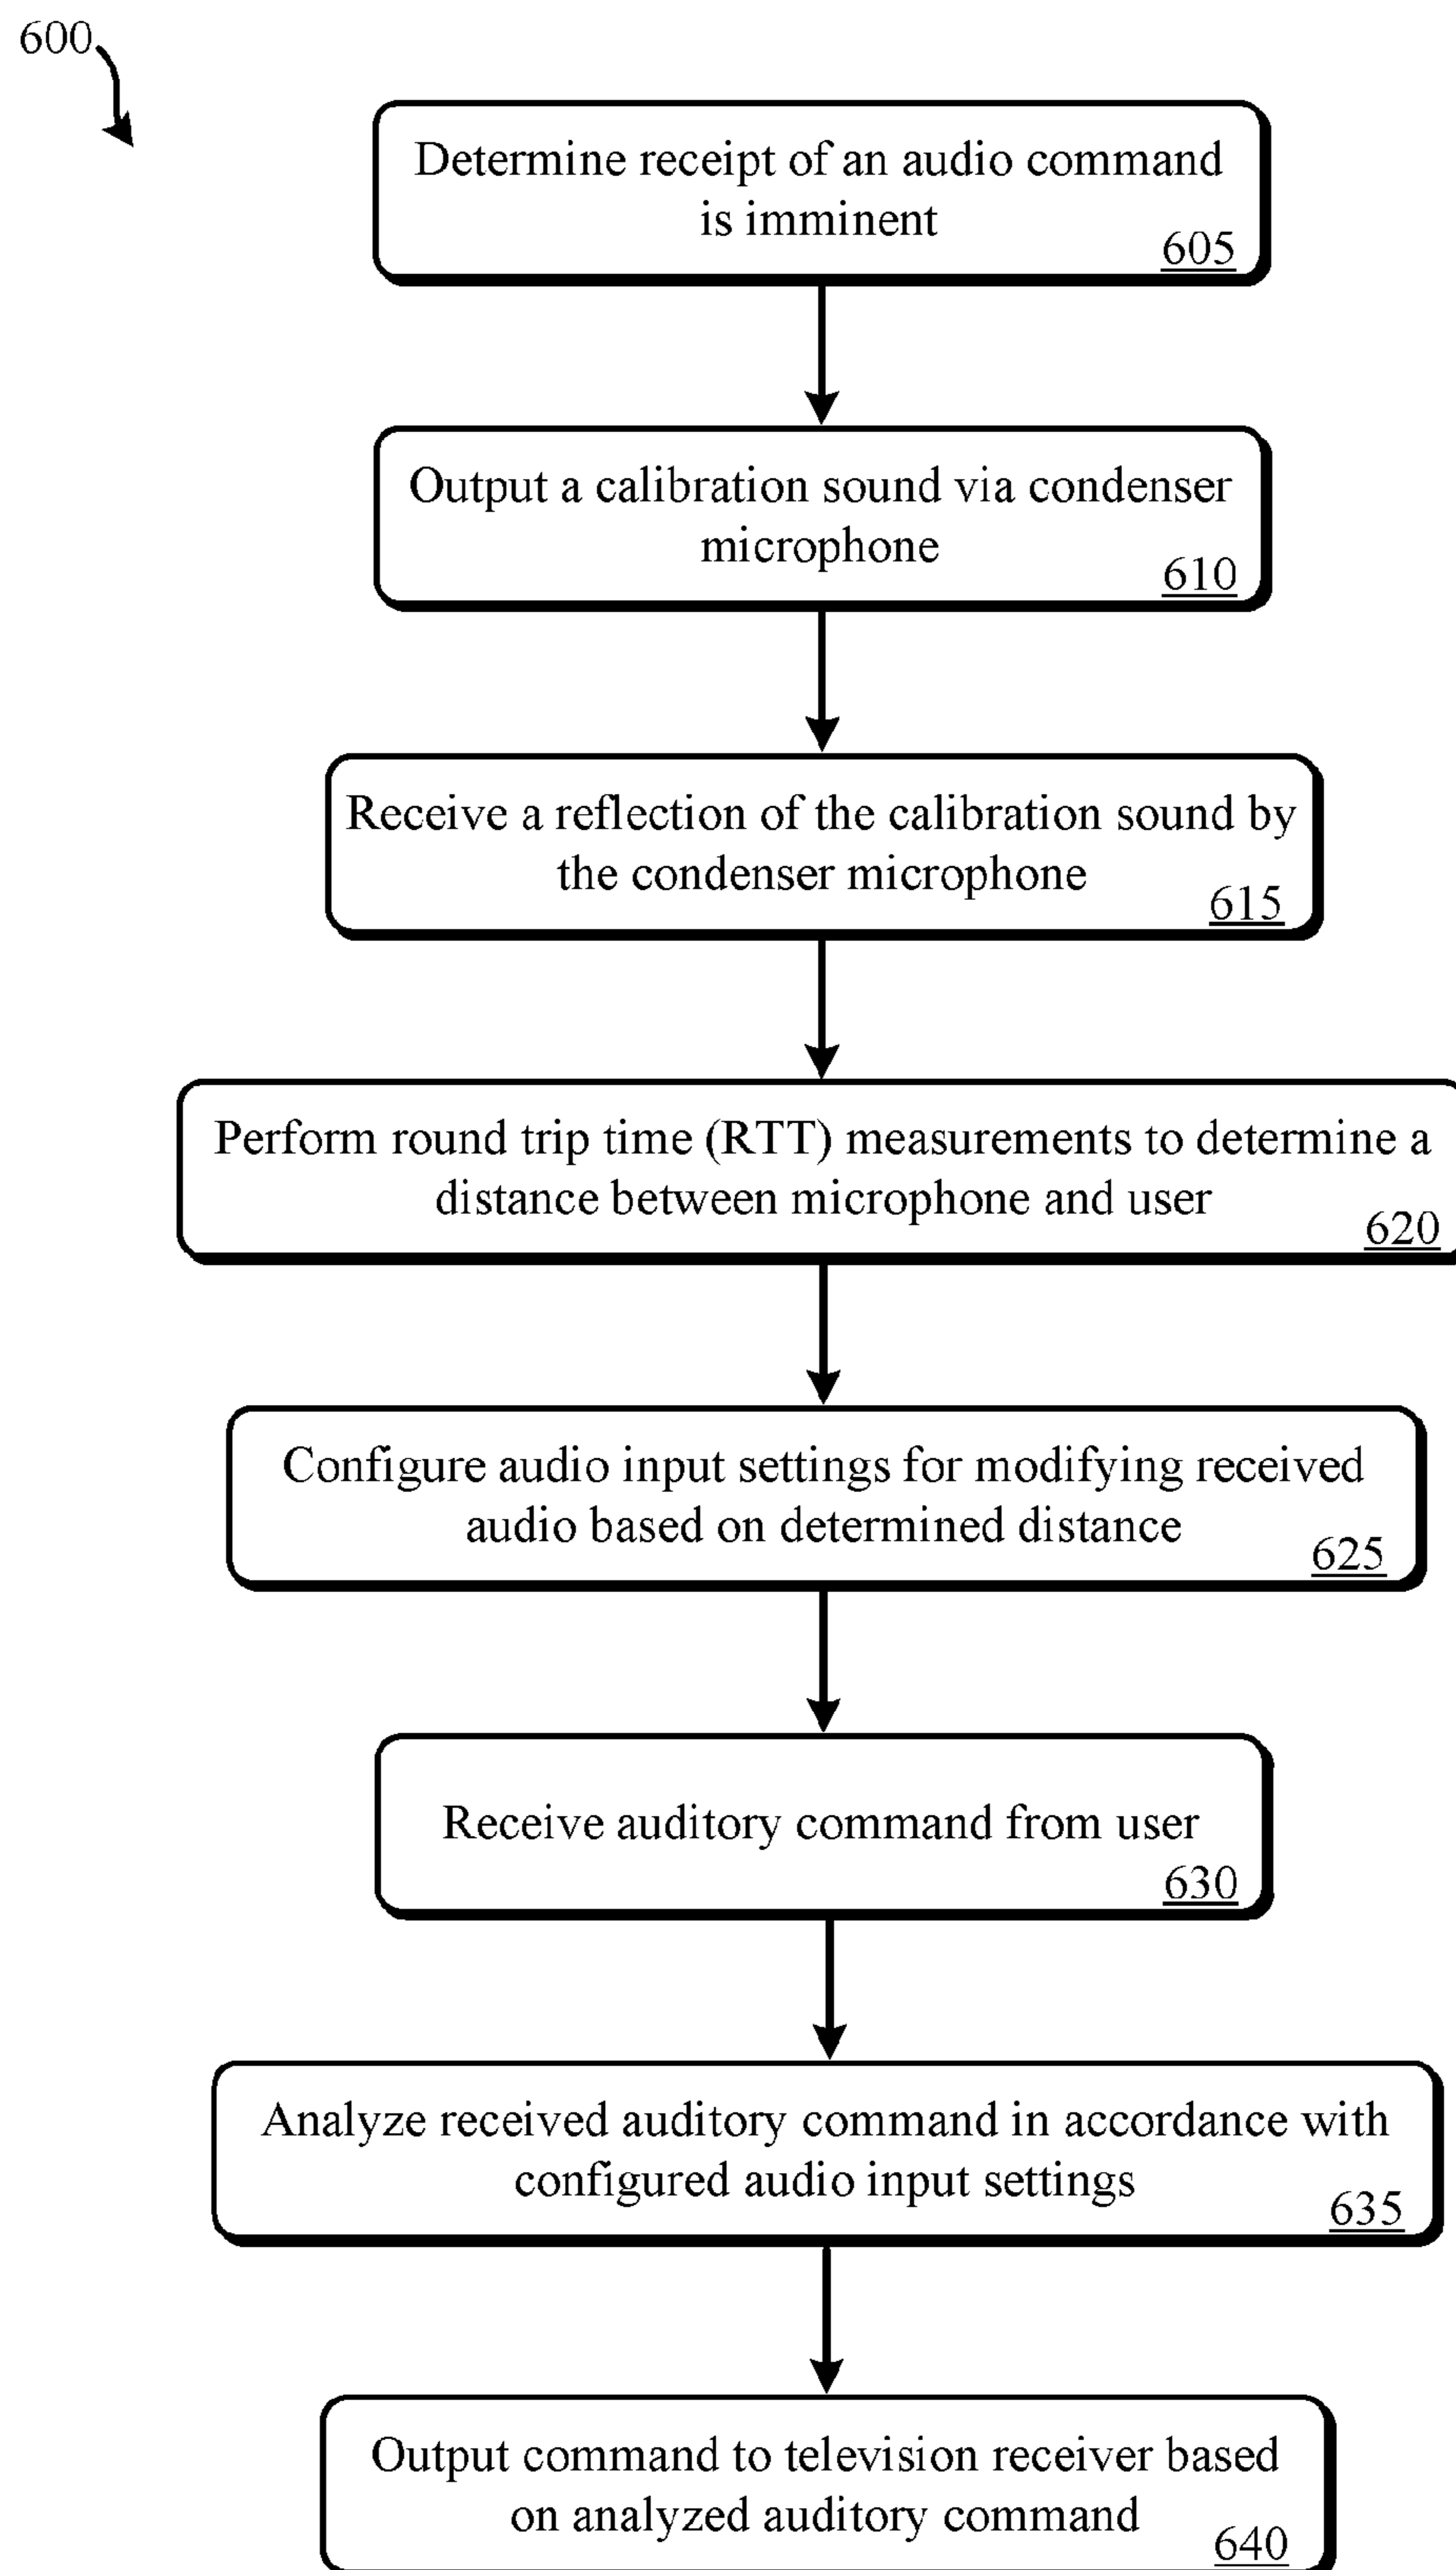 600
Determine receipt of an audio command
is imminent
605
Output a calibration sound via condenser
microphone
610
Receive a reflection of the calibration sound by
the condenser microphone
615
Perform round trip time (RTT) measurements to determine a
distance between microphone and user
620
Configure audio input settings for modifying received
audio based on determined distance
625
Receive auditory command from user
630
Analyze received auditory command in accordance with
configured audio input settings
635
Output command to television receiver based
on analyzed auditory command
640